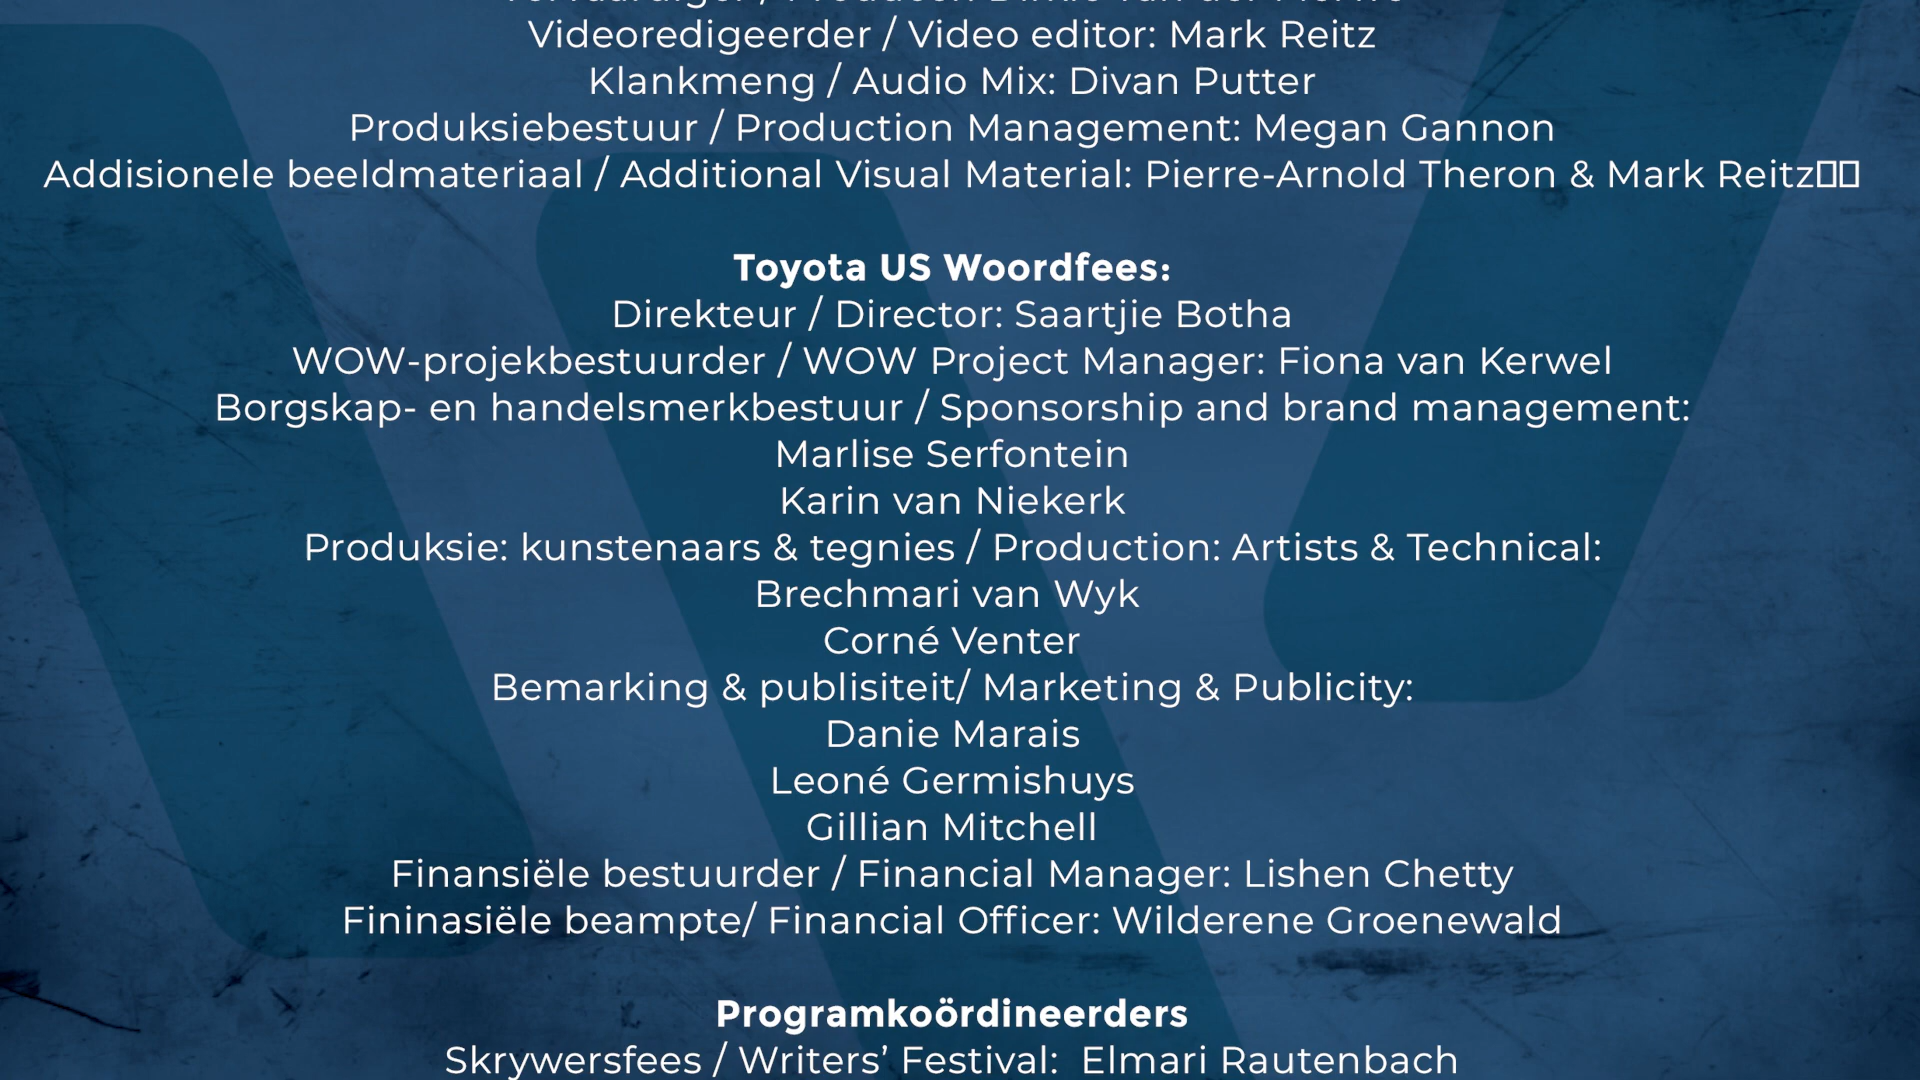 Videoredigeerder / Video editor: Mark Reitz
Klankmeng / Audio Mix: Divan Putter
Produksiebestuur / Production Management: Megan Gannon
Addisionele beeldmateriaal / Additional Visual Material: Pierre-Arnold Theron & Mark Reitz
Toyota US Woordfees:
Direkteur / Director: Saartjie Botha
WOW-projekbestuurder / WOW Project Manager: Fiona van Kerwel
Borgskap- en handelsmerkbestuur / Sponsorship and brand management:
Marlise Serfontein
Karin van Niekerk
Produksie: kunstenaars & tegnies / Production: Artists & Technical:
Brechmari van Wyk
Corné Venter
Bemarking & publisiteit/ Marketing & Publicity:
Danie Marais
Leoné Germishuys
Gillian Mitchell
Finansiële bestuurder / Financial Manager: Lishen Chetty
Fininasiële beampte/ Financial Officer: Wilderene Groenewald
Programkoördineerders
Skrywersfees / Writers’ Festival:  Elmari Rautenbach